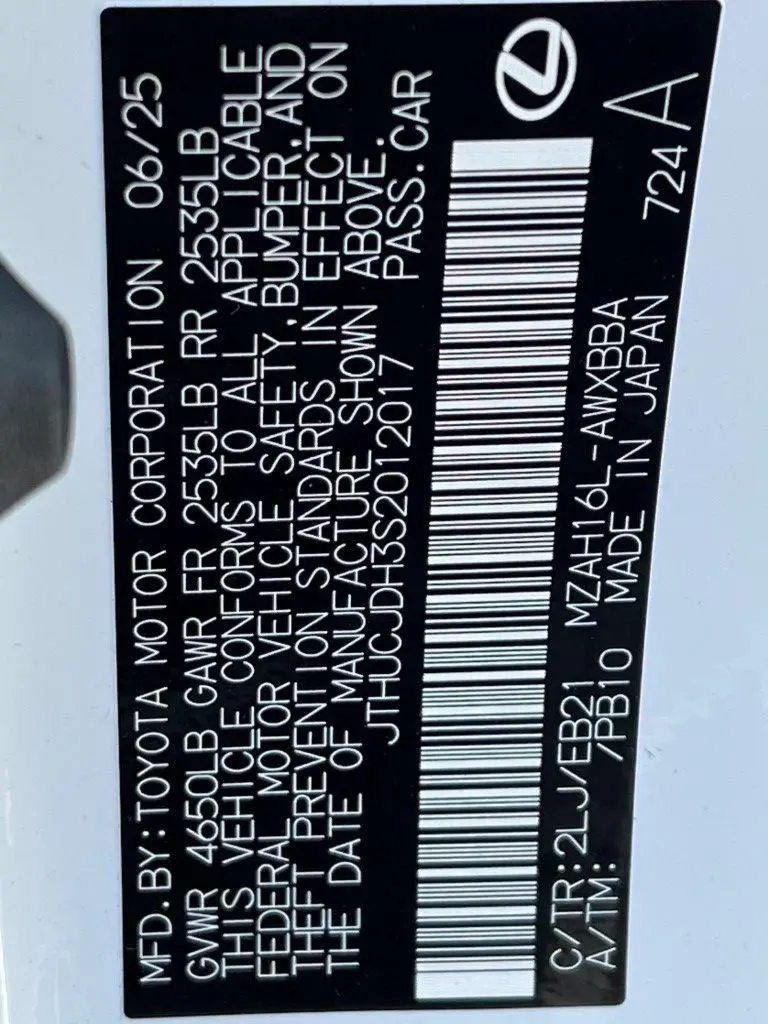 MFD.BY:TOYOTA MOTOR CORPORATION 06/25
GVWR 4650LB GAWR FR 2535LB RR 2535LB
THIS VEHICLE CONFORMS TO ALL APPLICABLE
FEDERAL MOTOR VEHICLE SAFETY,BUMPER,AND
THEFT PREVENTION STANDARDS IN EFFECT ON
THE DATE OF MANUFACTURE SHOWN ABOVE.
JTHUCJDH3S2012017 PASS.CAR
C/TR:2LJ/EB21 MZAH16L-AWXBBA
A/TM: /PB10 MADE IN JAPAN 724 A